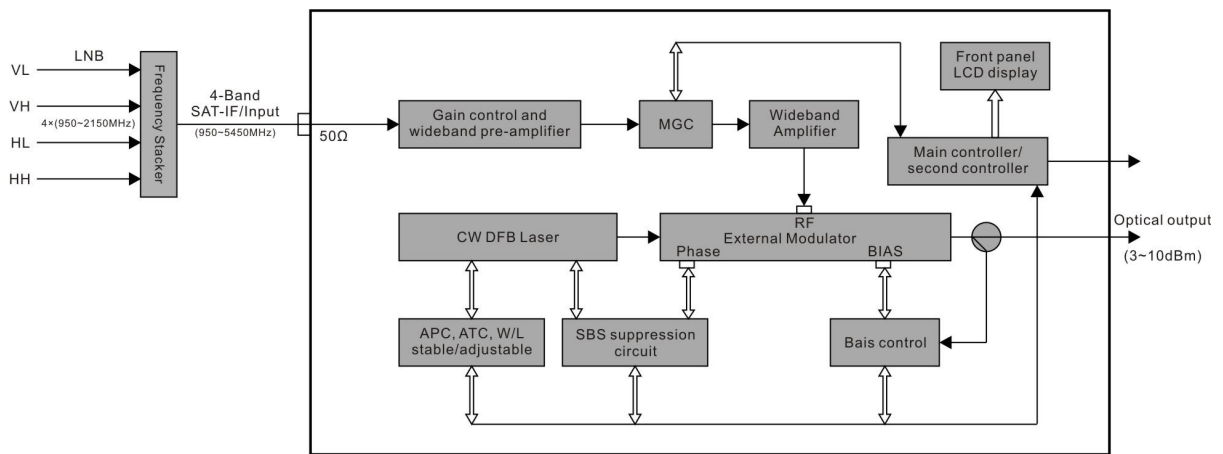 LNB
VL
VH
4×(950~2150MHz)
HL
HH
Frequency Stacker
4-Band
SAT-IF/Input
(950~5450MHz)
50Ω
Gain control and
wideband pre-amplifier
MGC
Wideband
Amplifier
Front panel
LCD display
Main controller/
second controller
CW DFB Laser
RF
External Modulator
Phase
BIAS
Optical output
(3~10dBm)
APC, ATC, W/L
stable/adjustable
SBS suppression
circuit
Bais control